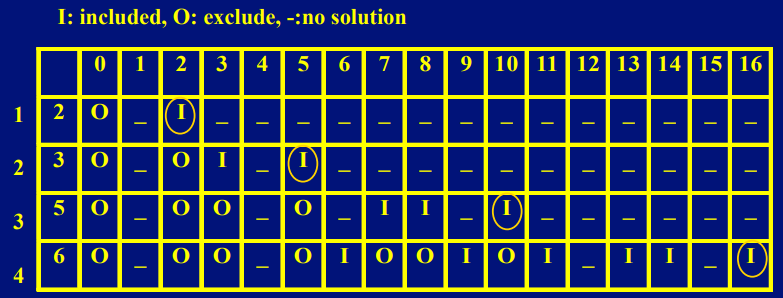 I: included, O: exclude, -:no solution
0 1 2 3 4 5 6 7 8 9 10 11 12 13 14 15 16
1 2 O _ I _ _ _ _ _ _ _ _ _ _ _ _ _ _
2 3 O _ O I _ I _ _ _ _ _ _ _ _ _ _ _
3 5 O _ O O _ O _ I I _ I _ _ _ _ _ _
4 6 O _ O O _ O I O O I O I _ I I _ I